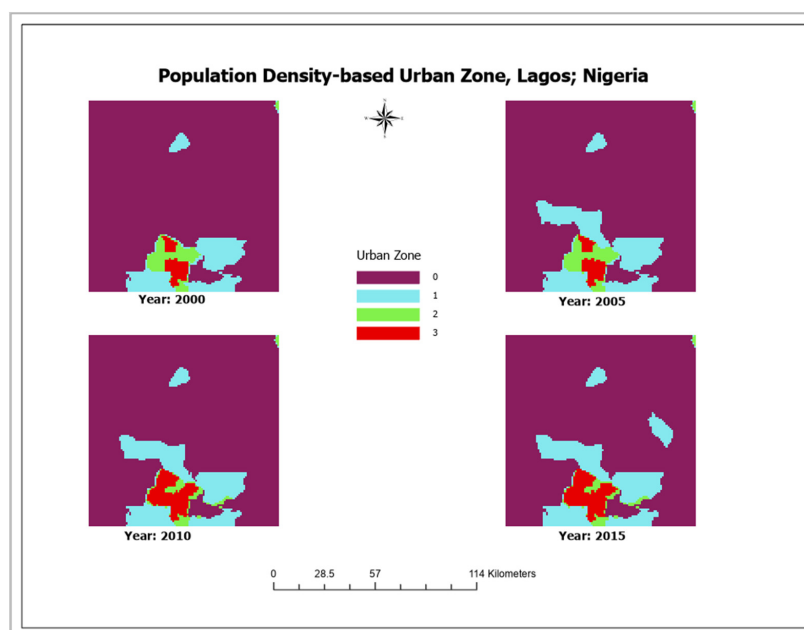 Population Density-based Urban Zone, Lagos; Nigeria
N
Urban Zone
0
1
2
3
Year: 2000
Year: 2005
Year: 2010
Year: 2015
0 28.5 57 114 Kilometers